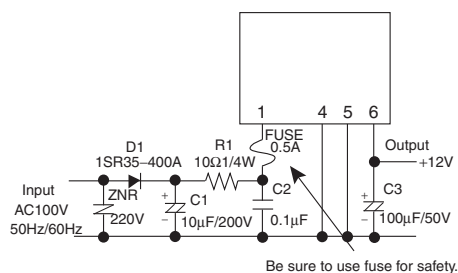 1 4 5 6
FUSE
0.5A
D1
1SR35−400A
R1
10Ω1/4W
Output
+12V
Input
AC100V
50Hz/60Hz
ZNR
220V
+
C1
−
10μF/200V
C2
0.1μF
+
C3
−
100μF/50V
Be sure to use fuse for safety.